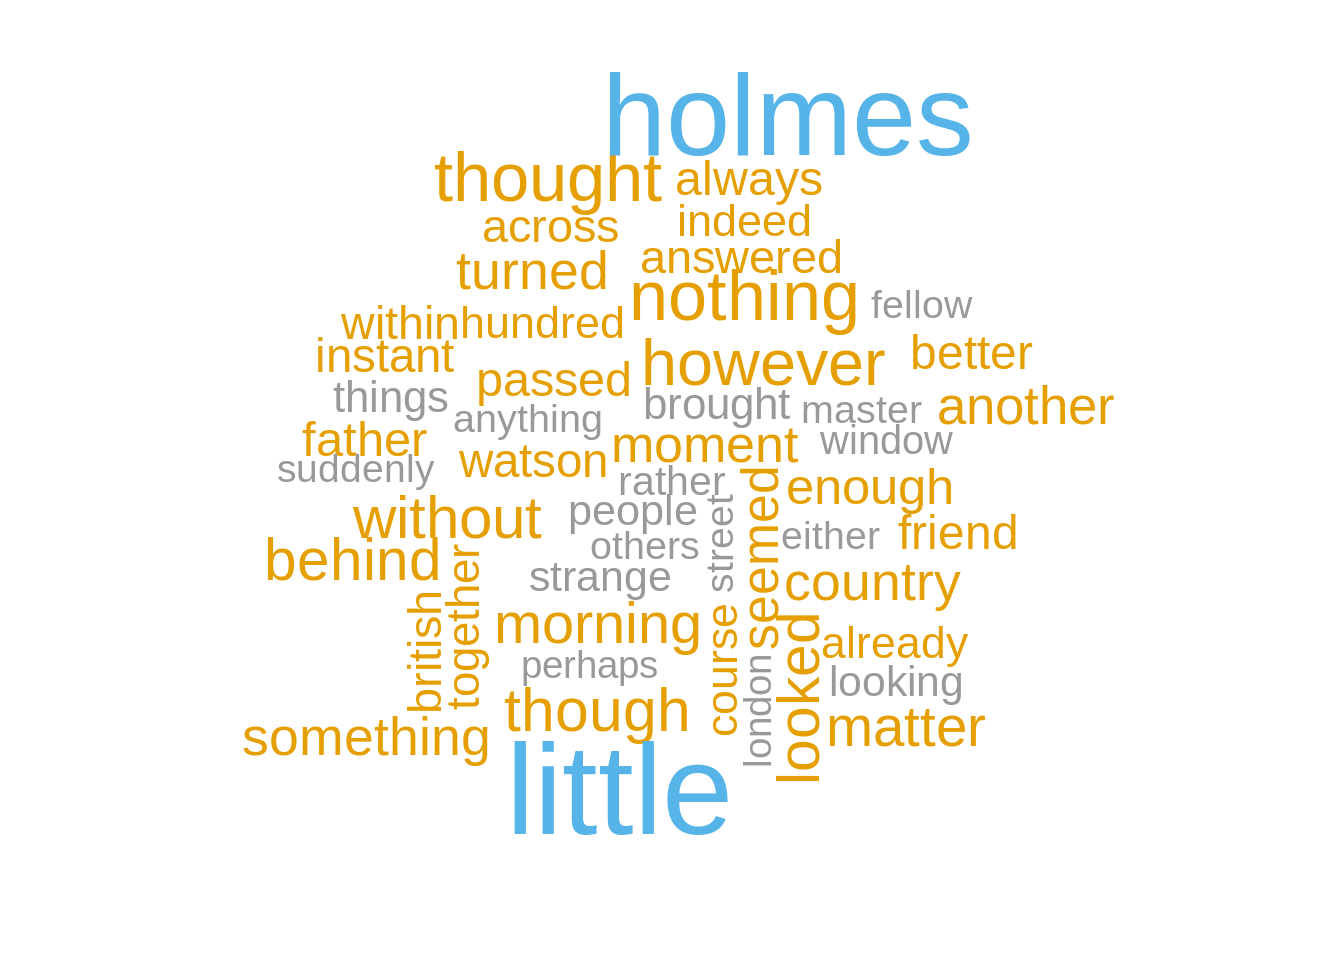 holmes
thought always
across indeed
turned answered
nothing fellow
within hundred
instant however better
things passed
anything brought master another
father moment window
suddenly watson
rather seemed enough
without people street
others either friend
behind strange country
together
british morning course looked already
perhaps london looking
though matter
something
little